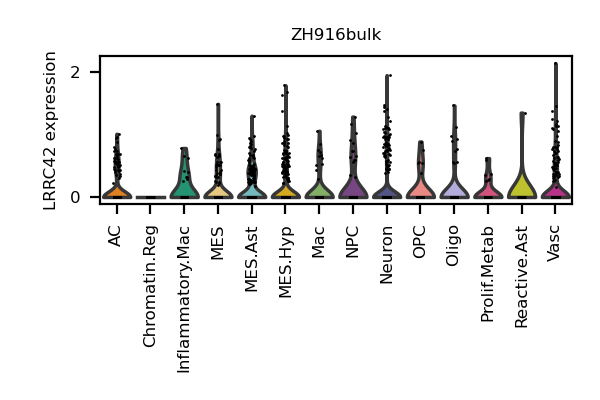 ZH916bulk
LRRC42 expression
2
0
AC
Chromatin.Reg
Inflammatory.Mac
MES
MES.Ast
MES.Hyp
Mac
NPC
Neuron
OPC
Oligo
Prolif.Metab
Reactive.Ast
Vasc